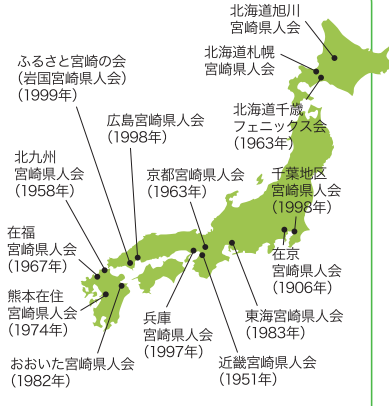 北海道旭川
宮崎県人会
北海道札幌
宮崎県人会
北海道千歳
フェニックス会
(1963年)
ふるさと宮崎の会
(岩国宮崎県人会)
(1999年)
広島宮崎県人会
(1998年)
北九州
宮崎県人会
(1958年)
京都宮崎県人会
(1963年)
千葉地区
宮崎県人会
(1998年)
在福
宮崎県人会
(1967年)
在京
宮崎県人会
(1906年)
熊本在住
宮崎県人会
(1974年)
兵庫
宮崎県人会
(1997年)
東海宮崎県人会
(1983年)
おおいた宮崎県人会
(1982年)
近畿宮崎県人会
(1951年)